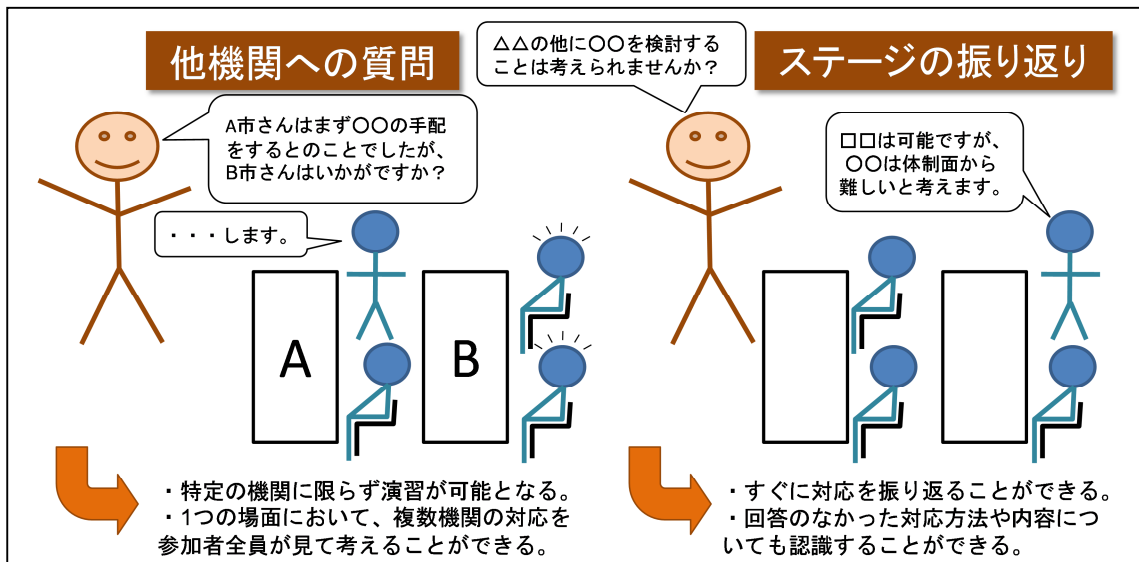 他機関への質問
A市さんはまず〇〇の手配
をするとのことでしたが、
B市さんはいかがですか？
・・・します。
A
B
・特定の機関に限らず演習が可能となる。
・1つの場面において、複数機関の対応を
参加者全員が見て考えることができる。
△△の他に〇〇を検討する
ことは考えられませんか？
ステージの振り返り
□□は可能ですが、
〇〇は体制面から
難しいと考えます。
・すぐに対応を振り返ることができる。
・回答のなかった対応方法や内容につ
いても認識することができる。